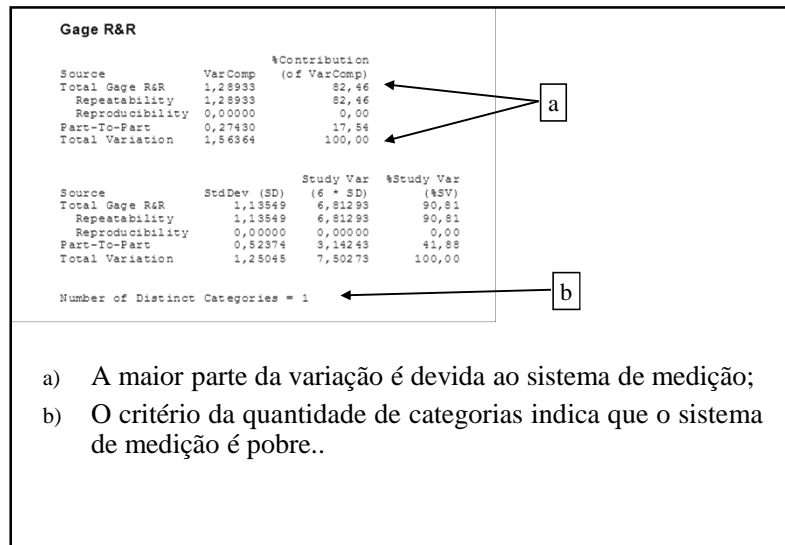 Gage R&R
%Contribution
Source VarComp (of VarComp)
Total Gage R&R 1,28933 82,46
Repeatability 1,28933 82,46
Reproducibility 0,00000 0,00
Part-To-Part 0,27430 17,54
Total Variation 1,56364 100,00
a
Study Var %Study Var
Source StdDev (SD) (6 * SD) (%SV)
Total Gage R&R 1,13549 6,81293 90,81
Repeatability 1,13549 6,81293 90,81
Reproducibility 0,00000 0,00000 0,00
Part-To-Part 0,52374 3,14243 41,88
Total Variation 1,25045 7,50273 100,00
Number of Distinct Categories = 1
b
a) A maior parte da variação é devida ao sistema de medição;
b) O critério da quantidade de categorias indica que o sistema
de medição é pobre..